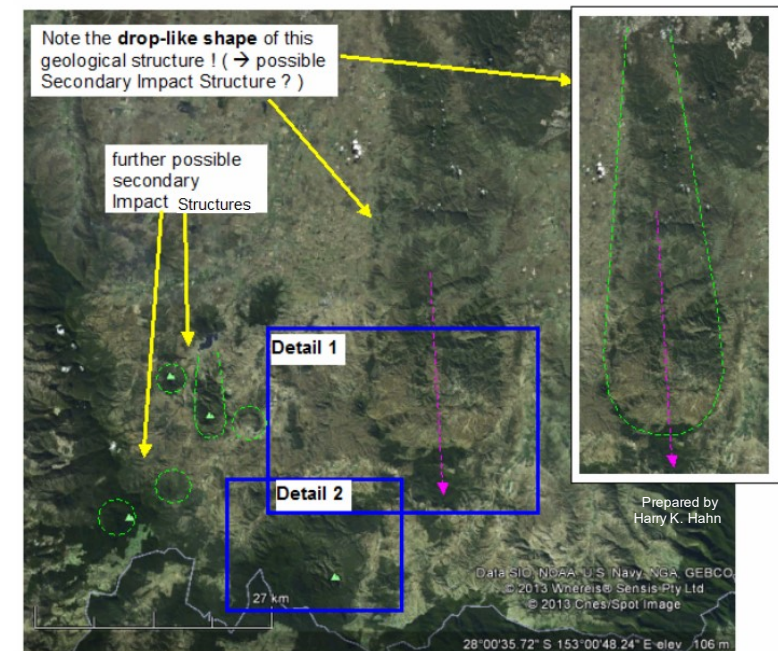 Note the drop-like shape of this
geological structure ! ( → possible
Secondary Impact Structure ? )
further possible
secondary
Impact Structures
Detail 1
Detail 2
Prepared by
Harry K. Hahn
27 km
Data SIO, NOAA, U.S. Navy, NGA, GEBCO
© 2013 Whereis® Sensis Pty Ltd
© 2013 Cnes/Spot Image
28°00'35.72" S 153°00'48.24" E elev 106 m